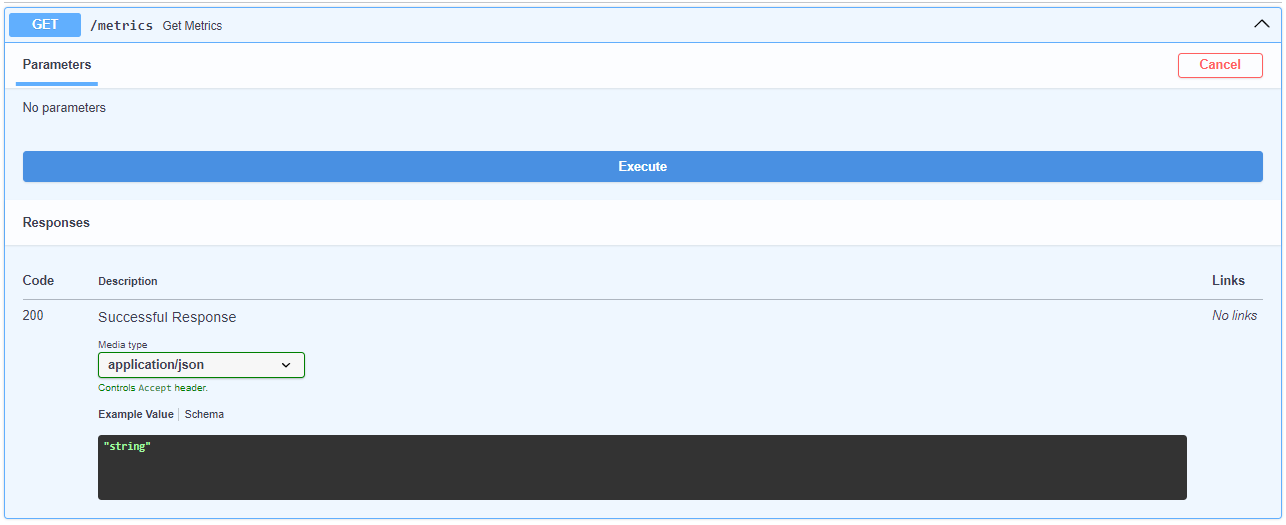 GET /metrics Get Metrics
Parameters Cancel
No parameters
Execute
Responses
Code Description Links
200 Successful Response No links
Media type
application/json
Controls Accept header.
Example Value Schema
"string"